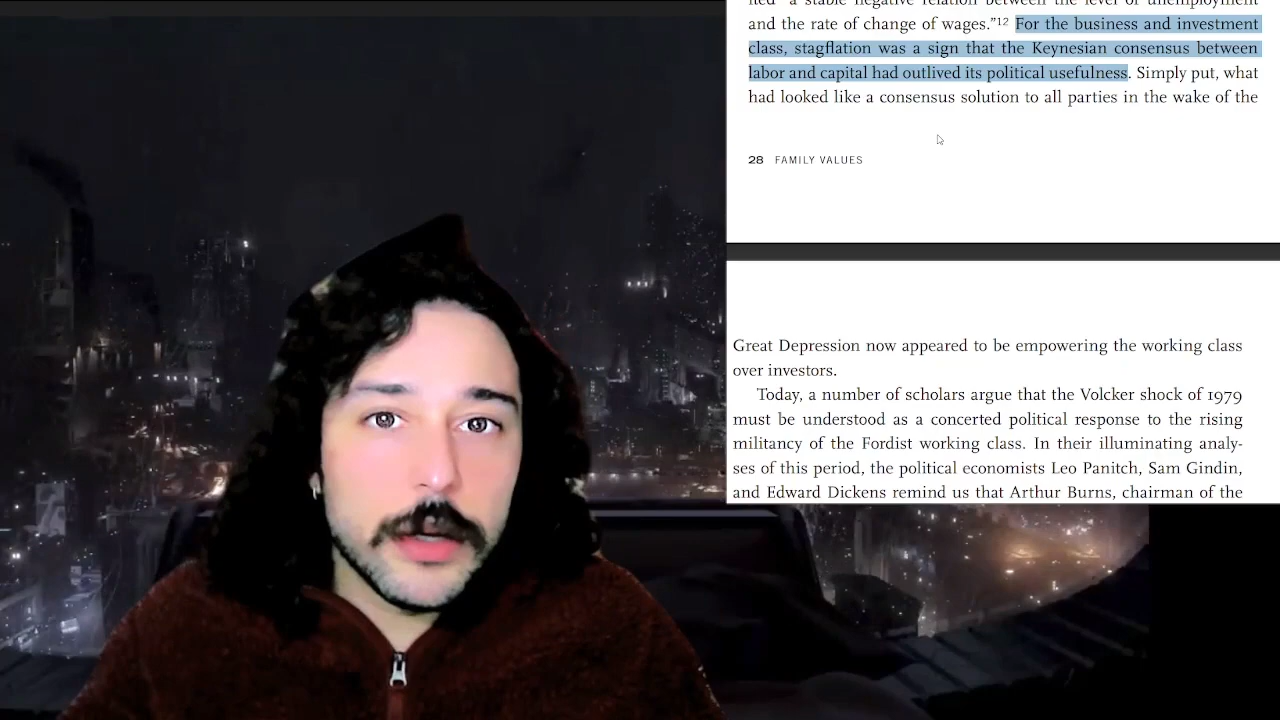 and the rate of change of wages.”12 For the business and investment
class, stagflation was a sign that the Keynesian consensus between
labor and capital had outlived its political usefulness. Simply put, what
had looked like a consensus solution to all parties in the wake of the
28 FAMILY VALUES
Great Depression now appeared to be empowering the working class
over investors.
Today, a number of scholars argue that the Volcker shock of 1979
must be understood as a concerted political response to the rising
militancy of the Fordist working class. In their illuminating analy-
ses of this period, the political economists Leo Panitch, Sam Gindin,
and Edward Dickens remind us that Arthur Burns, chairman of the